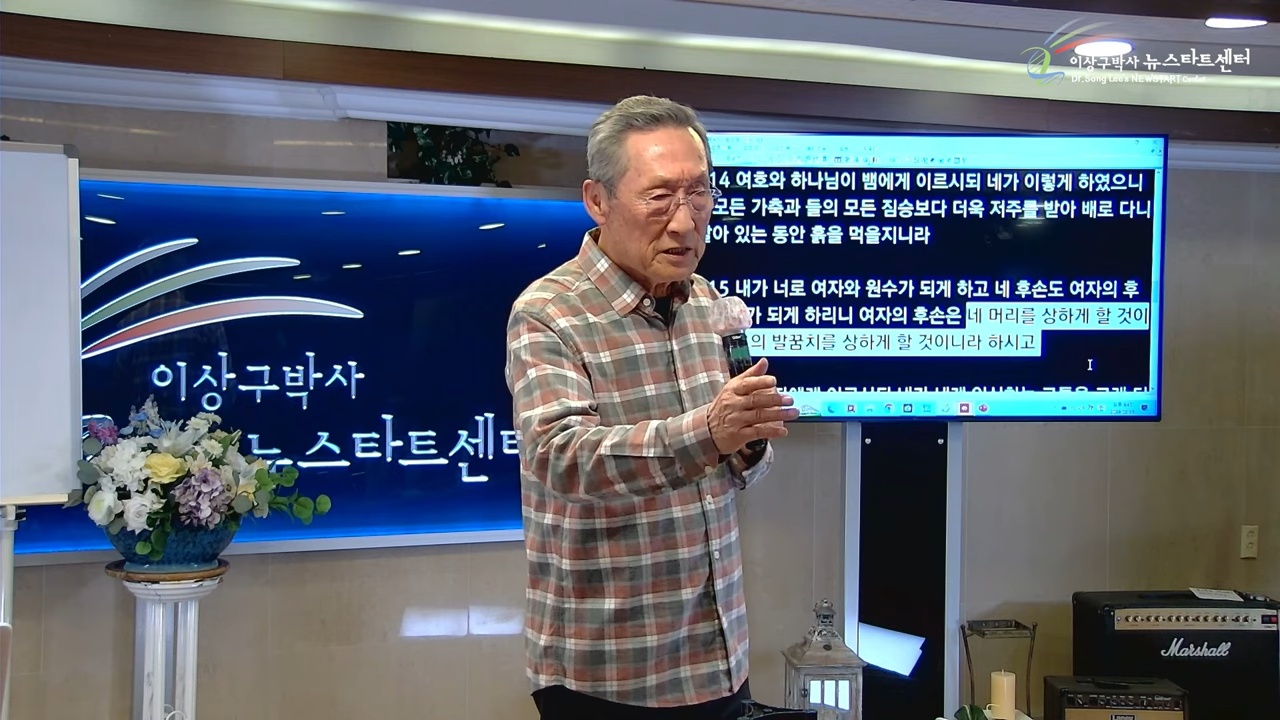 이상구박사 뉴스타트센터
Dr. Sang Lee's NEWSTART Center
14 여호와 하나님이 뱀에게 이르시되 네가 이렇게 하였으니
모든 가축과 들의 모든 짐승보다 더욱 저주를 받아 배로 다니
살아 있는 동안 흙을 먹을지니라
15 내가 너로 여자와 원수가 되게 하고 네 후손도 여자의 후
가 되게 하리니 여자의 후손은 네 머리를 상하게 할 것이
의 발꿈치를 상하게 할 것이니라 하시고
이상구박사
뉴스타트센터
Marshall